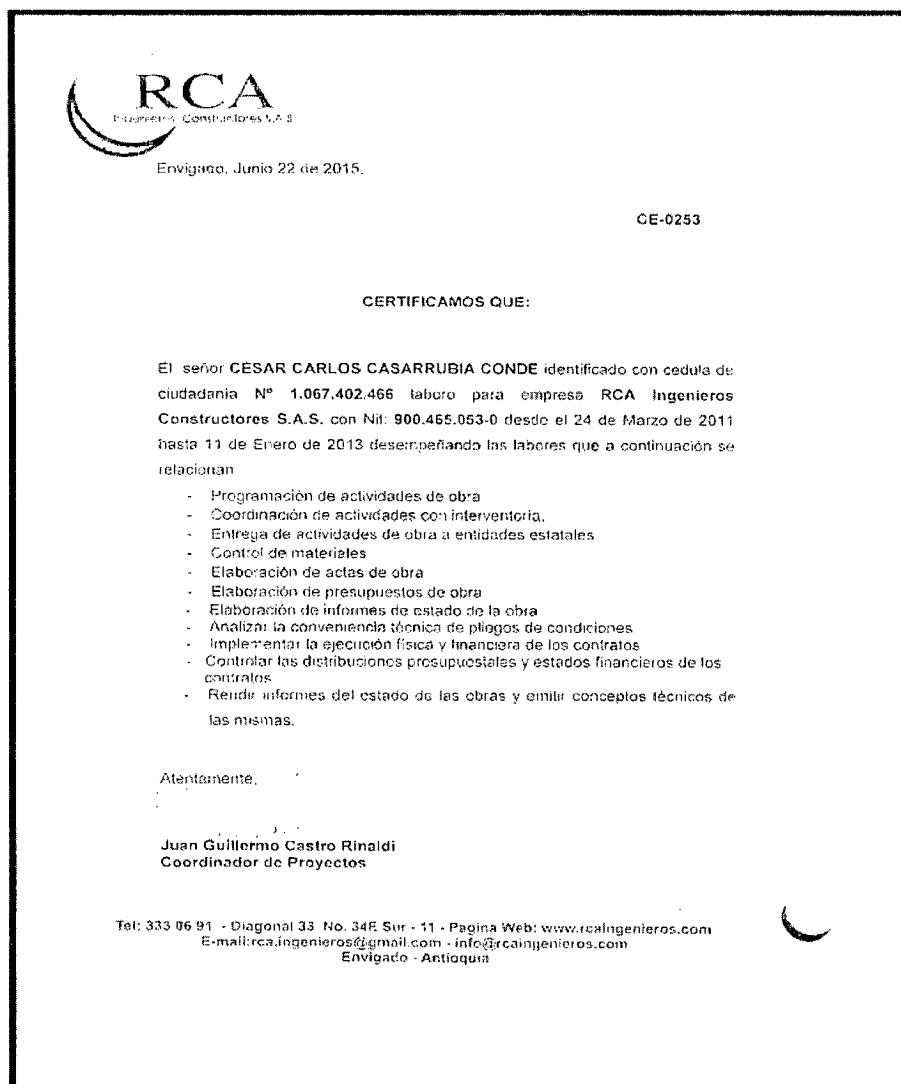 RCA
Ingenieros Constructores S.A.S
Envigado, Junio 22 de 2015.
CE-0253
CERTIFICAMOS QUE:
El señor CESAR CARLOS CASARRUBIA CONDE identificado con cedula de
ciudadania N° 1.067.402.466 laboro para empresa RCA Ingenieros
Constructores S.A.S. con Nit: 900.465.053-0 desde el 24 de Marzo de 2011
hasta 11 de Enero de 2013 desempeñando las labores que a continuación se
relacionan
- Programación de actividades de obra
- Coordinación de actividades con interventoria.
- Entrega de actividades de obra a entidades estatales
- Control de materiales
- Elaboración de actas de obra
- Elaboración de presupuestos de obra
- Elaboración de informes de estado de la obra
- Analizar la conveniencia técnica de pliegos de condiciones
- Implementar la ejecución física y financiera de los contratos
- Controlar las distribuciones presupuestales y estados financieros de los
contratos
- Rendir informes del estado de las obras y emitir conceptos técnicos de
las mismas.
Atentamente,
Juan Guillermo Castro Rinaldi
Coordinador de Proyectos
Tel: 333 06 91 - Diagonal 33 No. 34E Sur - 11 - Pagina Web: www.rcaingenieros.com
E-mail:rca.ingenieros@gmail.com - info@rcaingenieros.com
Envigado - Antioquia